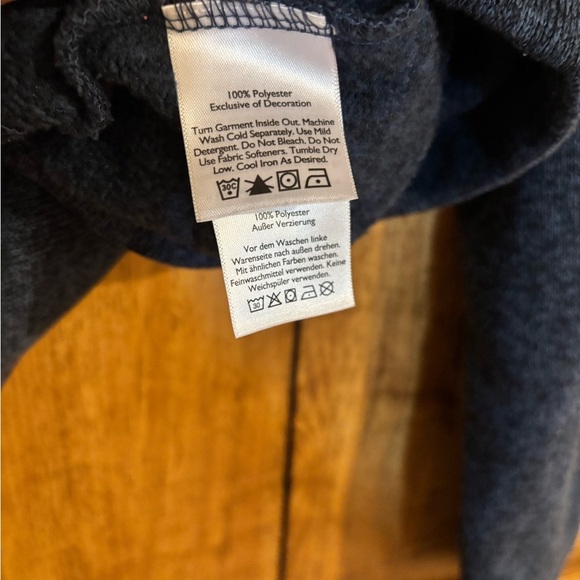 100% Polyester
Exclusive of Decoration
Turn Garment Inside Out. Machine
Wash Cold Separately. Use Mild
Detergent. Do Not Bleach. Do Not
Use Fabric Softeners. Tumble Dry
Low. Cool Iron As Desired.
30C
100% Polyester
Außer Verzierung
Vor dem Waschen linke
Warenseite nach außen drehen.
Mit ähnlichen Farben waschen.
Feinwaschmittel verwenden. Keine
Weichspüler verwenden.
30